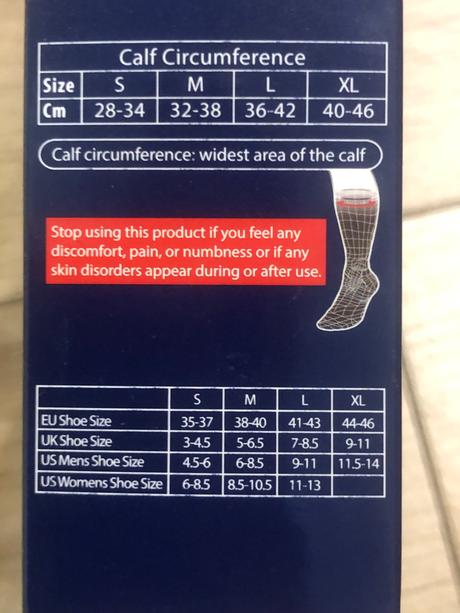 Calf Circumference
Size S M L XL
Cm 28-34 32-38 36-42 40-46
Calf circumference: widest area of the calf
Stop using this product if you feel any
discomfort, pain, or numbness or if any
skin disorders appear during or after use.
S M L XL
EU Shoe Size 35-37 38-40 41-43 44-46
UK Shoe Size 3-4.5 5-6.5 7-8.5 9-11
US Mens Shoe Size 4.5-6 6-8.5 9-11 11.5-14
US Womens Shoe Size 6-8.5 8.5-10.5 11-13